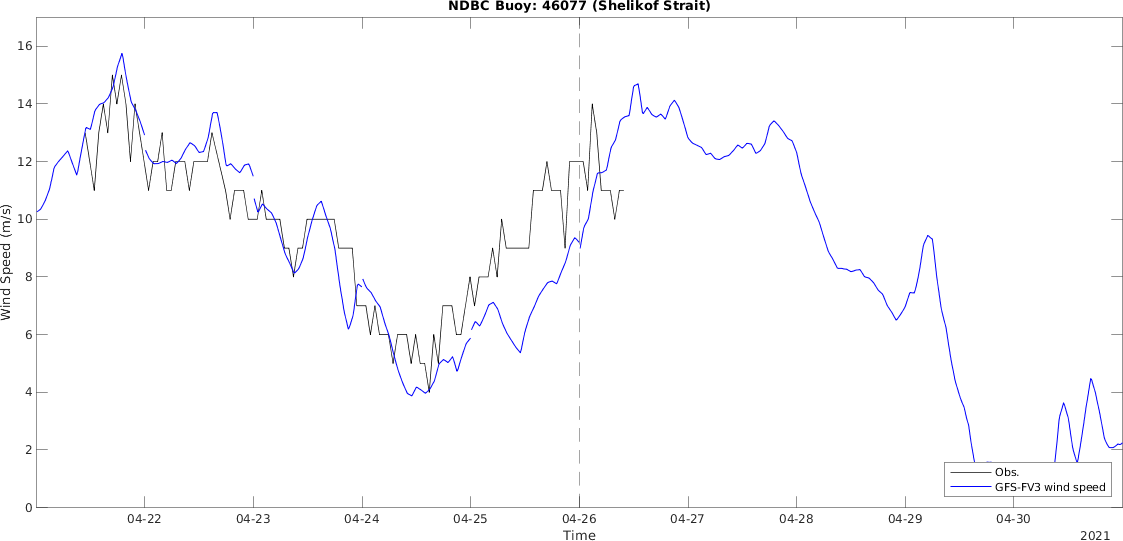 NDBC Buoy: 46077 (Shelikof Strait)
Wind Speed (m/s)
16
14
12
10
8
6
4
2
0
Obs.
GFS-FV3 wind speed
04-22 04-23 04-24 04-25 04-26 04-27 04-28 04-29 04-30
Time
2021